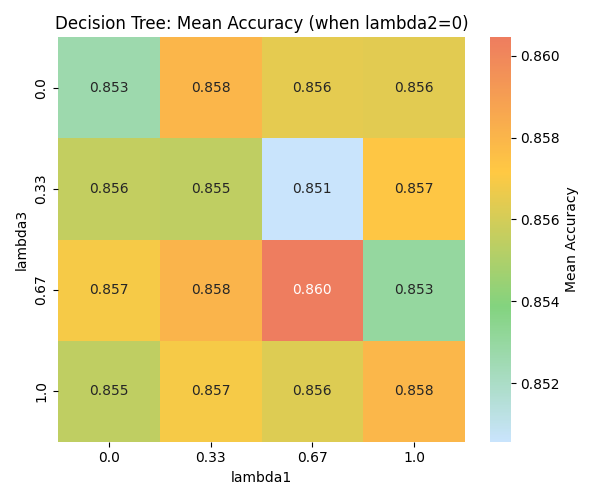 Decision Tree: Mean Accuracy (when lambda2=0)
0.0 0.853 0.858 0.856 0.856
0.33 0.856 0.855 0.851 0.857
0.67 0.857 0.858 0.860 0.853
1.0 0.855 0.857 0.856 0.858
0.0 0.33 0.67 1.0
lambda1
lambda3
0.860
0.858
0.856
0.854
0.852
Mean Accuracy